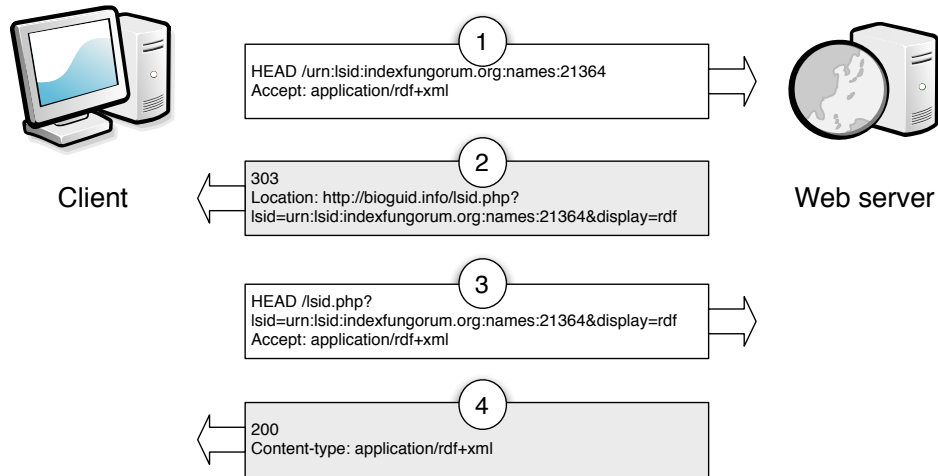 1
HEAD /urn:lsid:indexfungorum.org:names:21364
Accept: application/rdf+xml
2
303
Location: http://bioguid.info/lsid.php?
lsid=urn:lsid:indexfungorum.org:names:21364&display=rdf
Client
Web server
3
HEAD /lsid.php?
lsid=urn:lsid:indexfungorum.org:names:21364&display=rdf
Accept: application/rdf+xml
4
200
Content-type: application/rdf+xml